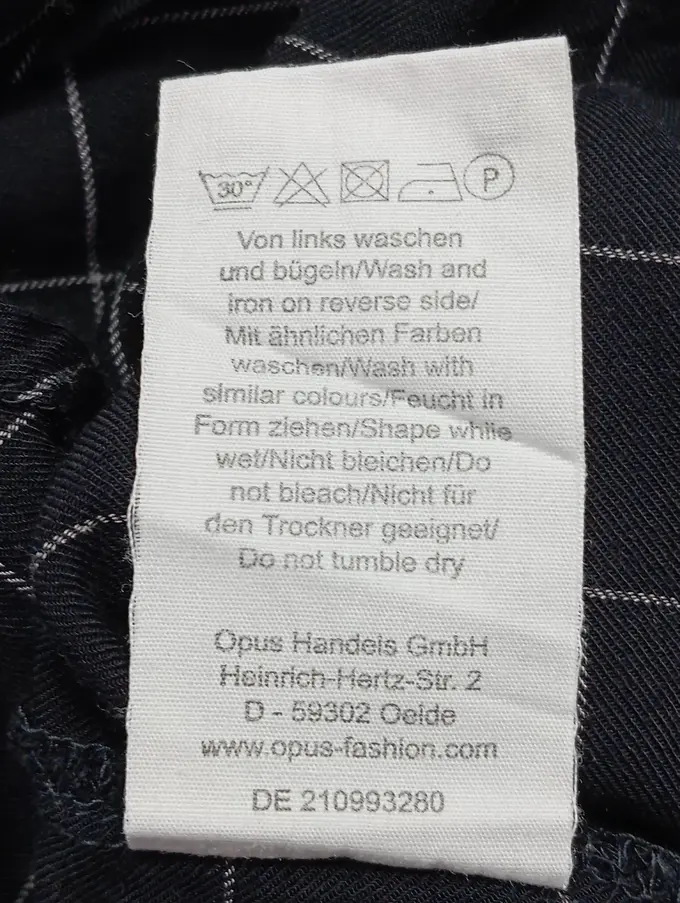 30°
P
Von links waschen
und bügeln/Wash and
iron on reverse side/
Mit ähnlichen Farben
waschen/Wash with
similar colours/Feucht in
Form ziehen/Shape while
wet/Nicht bleichen/Do
not bleach/Nicht für
den Trockner geeignet/
Do not tumble dry
Opus Handels GmbH
Heinrich-Hertz-Str. 2
D - 59302 Oelde
www.opus-fashion.com
DE 210993280